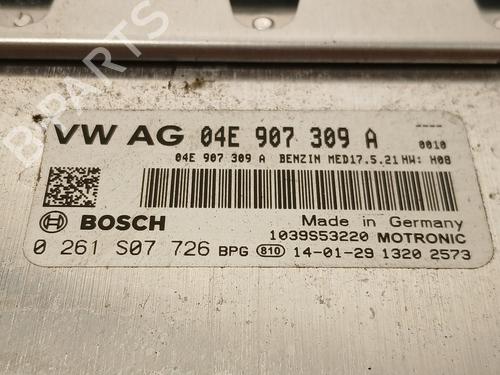 VW AG 04E 907 309 A ----
0010
04E 907 309 A BENZIN MED17.5.21 HW: H08
BOSCH
Made in Germany
1039S53220 MOTRONIC
0 261 S07 726 BPG 810 14-01-29 1320 2573
BPARTS